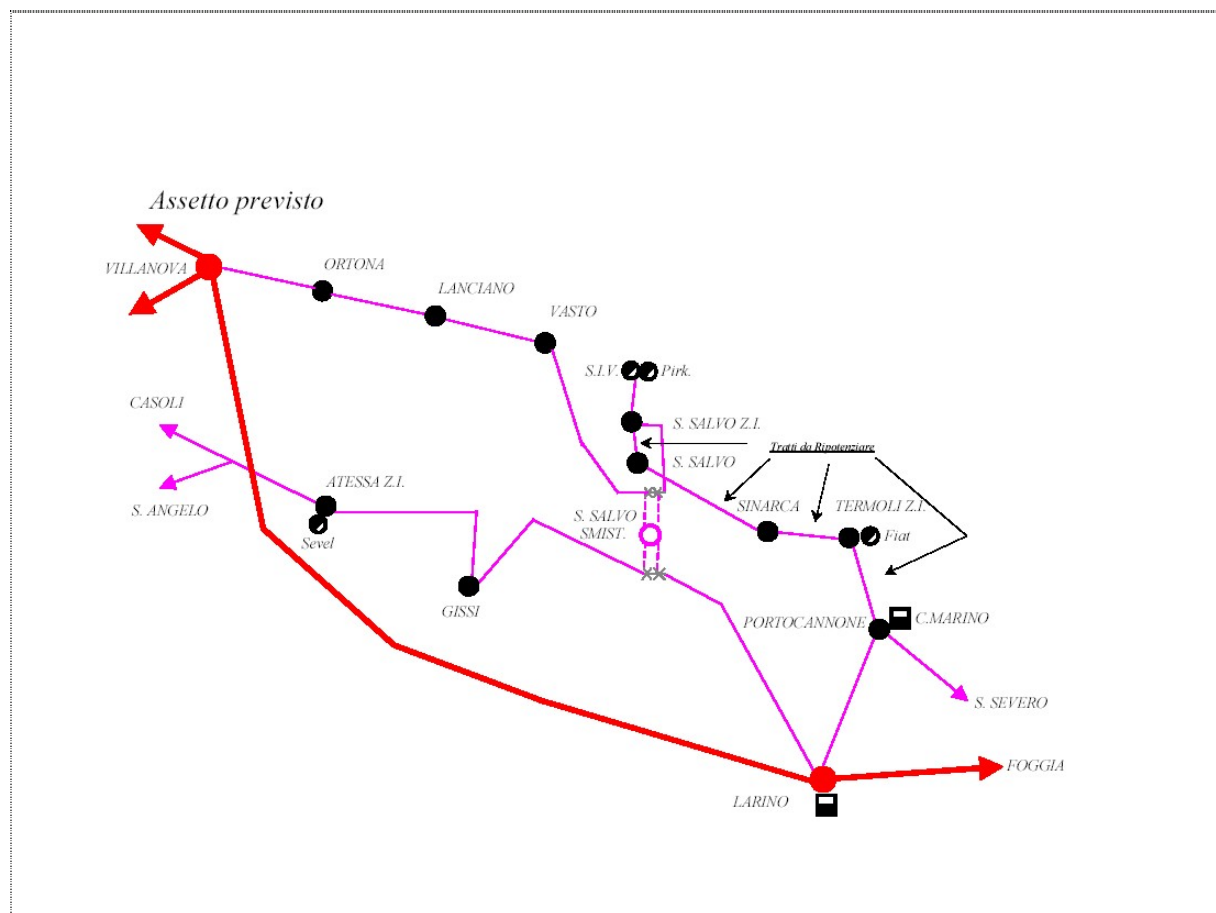 Assetto previsto
VILLANOVA
ORTONA
LANCIANO
VASTO
S.I.V.
Pirk.
CASOLI
S. SALVO Z.I.
Tratti da Ripotenziare
S. SALVO
ATESSA Z.I.
S. ANGELO
SINARCA
TERMOLI Z.I.
S. SALVO
SMIST.
Sevel
Fiat
GISSI
PORTOCANNONE
C.MARINO
S. SEVERO
FOGGIA
LARINO